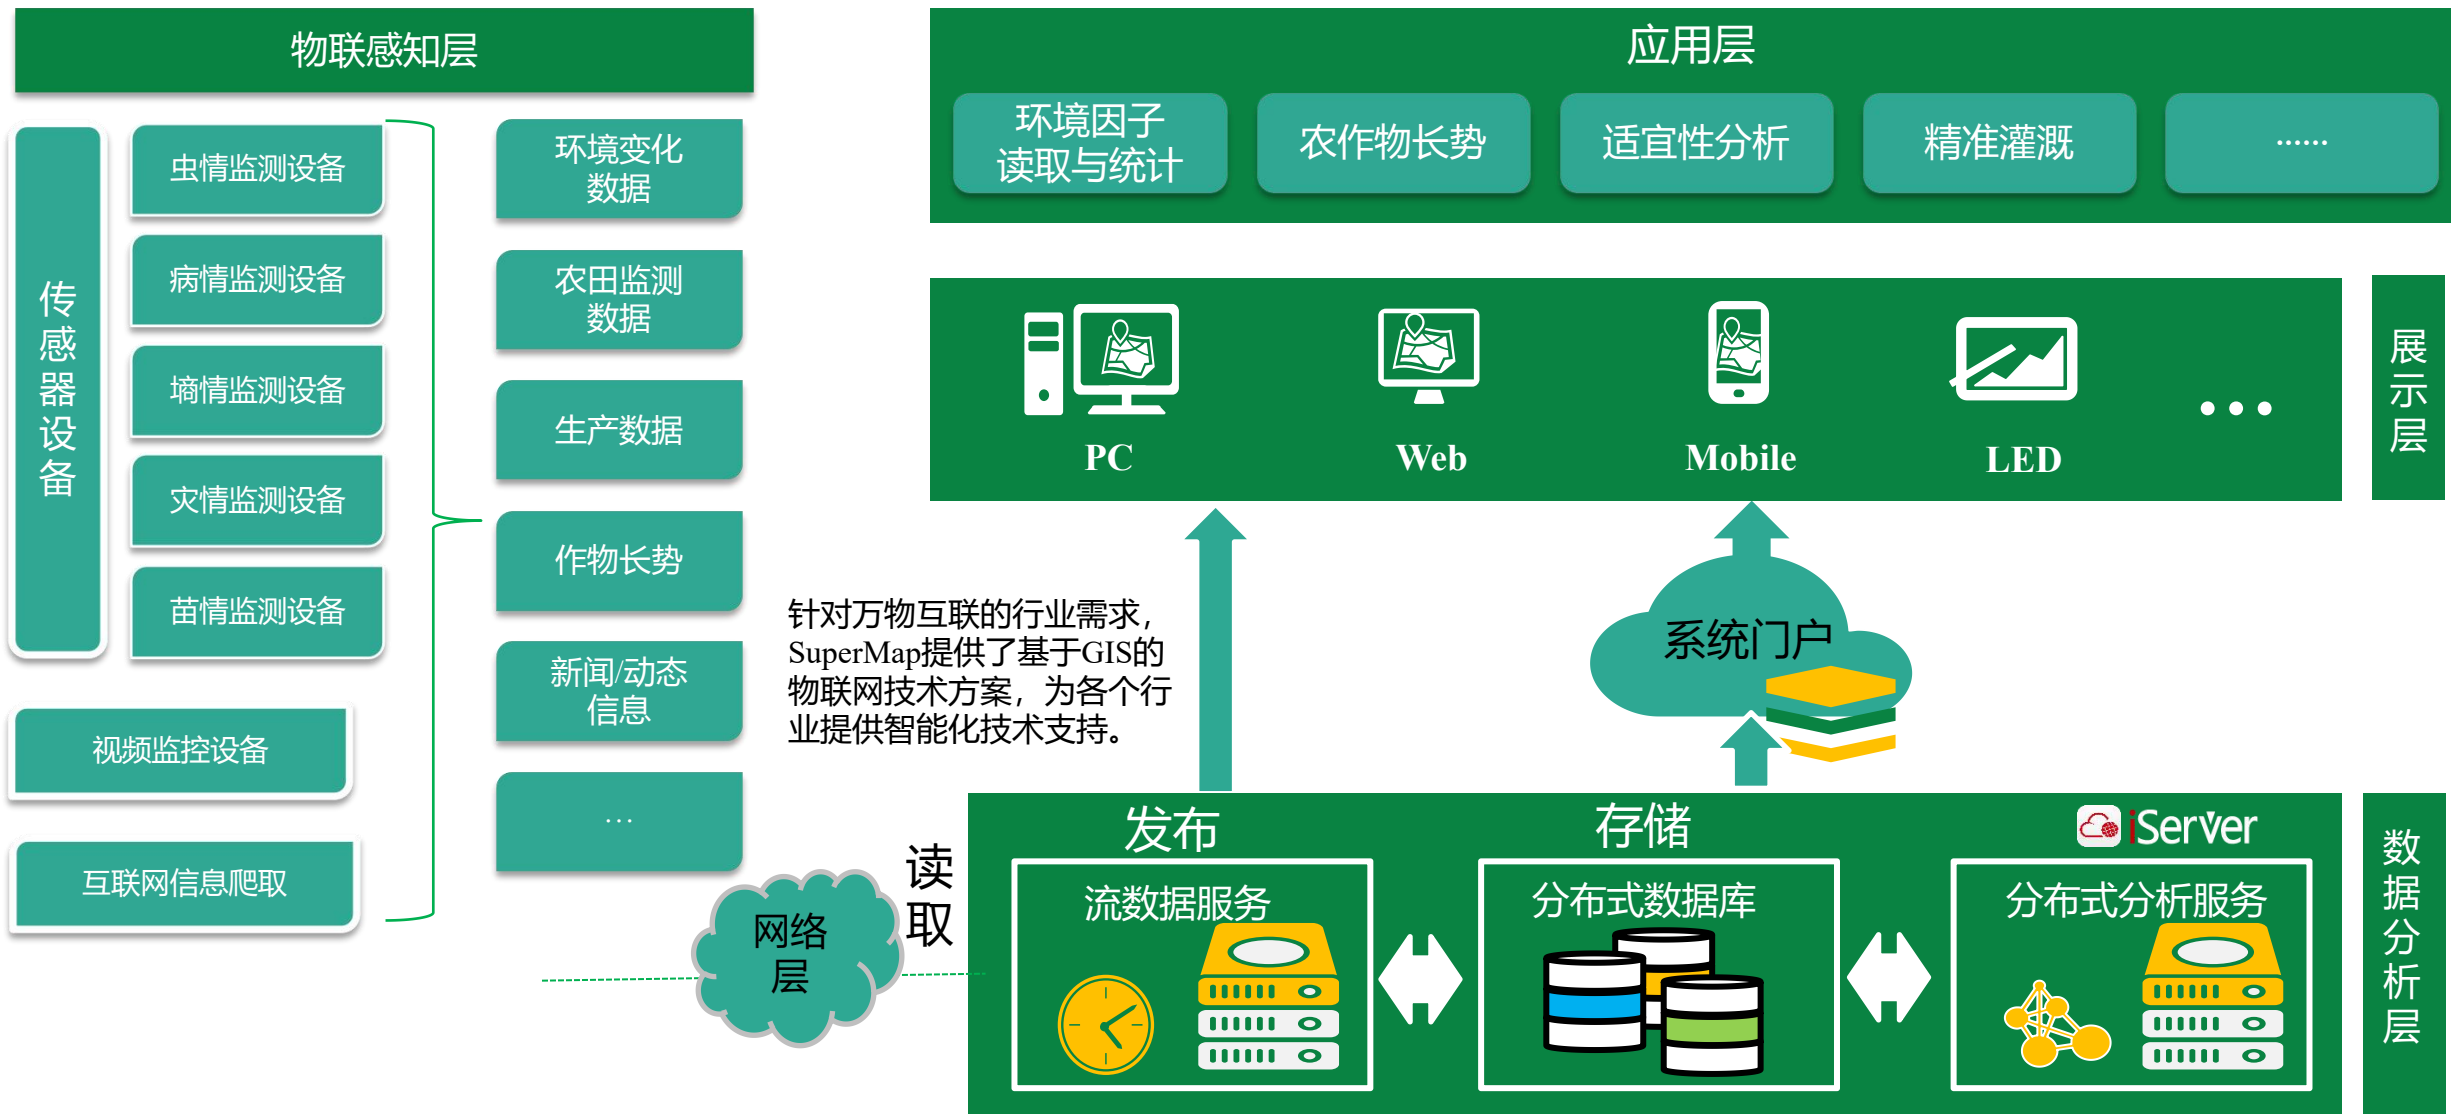 物联感知层
传感器设备
虫情监测设备
病情监测设备
墒情监测设备
灾情监测设备
苗情监测设备
视频监控设备
互联网信息爬取
环境变化
数据
农田监测
数据
生产数据
作物长势
新闻/动态
信息
...
应用层
环境因子
读取与统计
农作物长势
适宜性分析
精准灌溉
......
PC
Web
Mobile
LED
...
展示层
针对万物互联的行业需求，
SuperMap提供了基于GIS的
物联网技术方案，为各个行
业提供智能化技术支持。
系统门户
网络
层
读取
发布
流数据服务
存储
分布式数据库
iServer
分布式分析服务
数据分析层